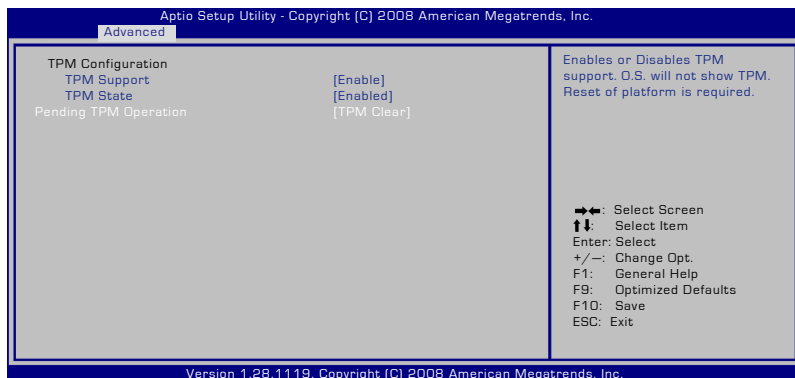 Aptio Setup Utility - Copyright (C) 2008 American Megatrends, Inc.
Advanced
TPM Configuration
TPM Support [Enable]
TPM State [Enabled]
Pending TPM Operation [TPM Clear]
Enables or Disables TPM
support. O.S. will not show TPM.
Reset of platform is required.
→←: Select Screen
↑↓: Select Item
Enter: Select
+/—: Change Opt.
F1: General Help
F9: Optimized Defaults
F10: Save
ESC: Exit
Version 1.28.1119. Copyright (C) 2008 American Megatrends, Inc.